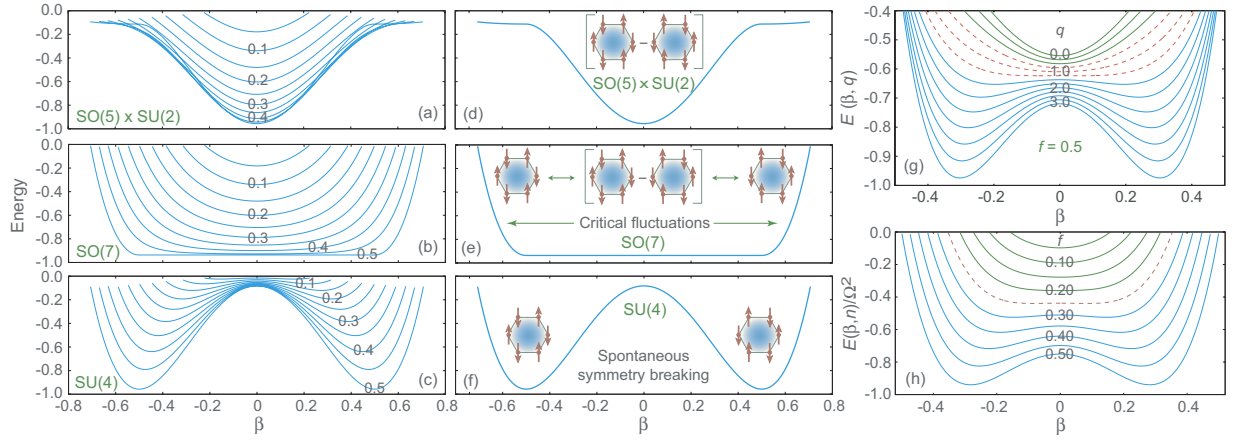 0.0
-0.2
-0.4
-0.6
-0.8
-1.0
0.1
0.2
0.3
0.4
SO(5) x SU(2)
(a)
0.0
-0.2
-0.4
-0.6
-0.8
-1.0
Energy
0.1
0.2
0.3
0.4
0.5
SO(7)
(b)
0.0
-0.2
-0.4
-0.6
-0.8
-1.0
0.1
0.2
0.3
0.4
0.5
SU(4)
(c)
-0.8 -0.6 -0.4 -0.2 0 0.2 0.4 0.6 0.8
β
[ – ]
SO(5) x SU(2)
(d)
[ – ]
Critical fluctuations
SO(7)
(e)
SU(4)
Spontaneous
symmetry breaking
(f)
-0.6 -0.4 -0.2 0 0.2 0.4 0.6 0.8
β
-0.4
-0.5
-0.6
-0.7
-0.8
-0.9
-1.0
E (β, q)
q
0.0
1.0
2.0
3.0
f = 0.5
(g)
-0.4 -0.2 0 0.2 0.4
β
0.0
-0.2
-0.4
-0.6
-0.8
-1.0
E(β,n)/Ω²
f
0.10
0.20
0.30
0.40
0.50
(h)
-0.4 -0.2 0 0.2 0.4
β